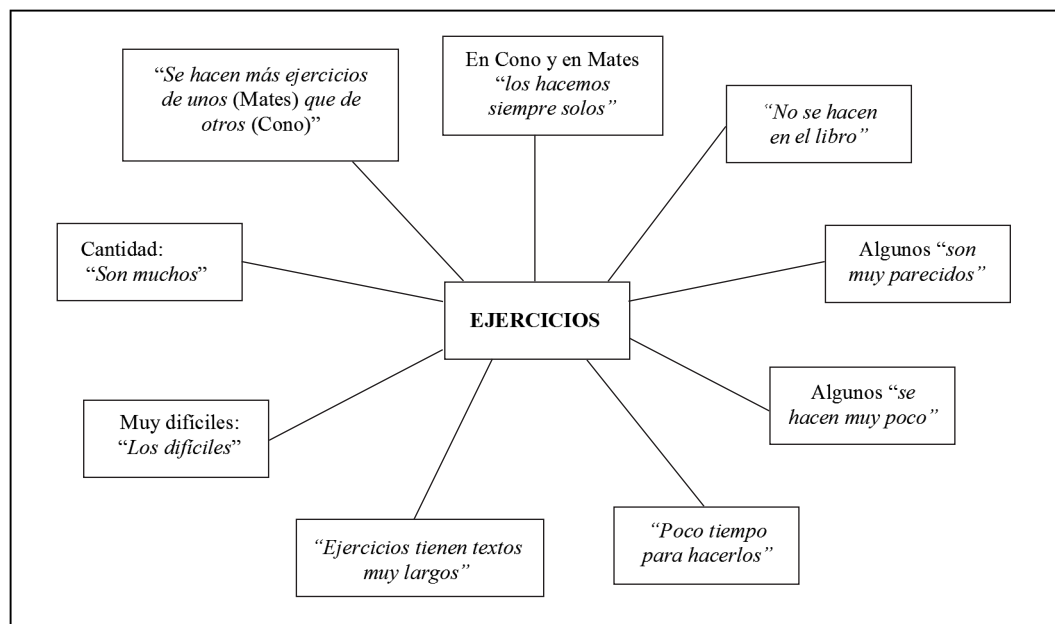 “Se hacen más ejercicios
de unos (Mates) que de
otros (Cono)”
En Cono y en Mates
“los hacemos
siempre solos”
“No se hacen
en el libro”
Cantidad:
“Son muchos”
Algunos “son
muy parecidos”
EJERCICIOS
Muy difíciles:
“Los difíciles”
Algunos “se
hacen muy poco”
“Ejercicios tienen textos
muy largos”
“Poco tiempo
para hacerlos”